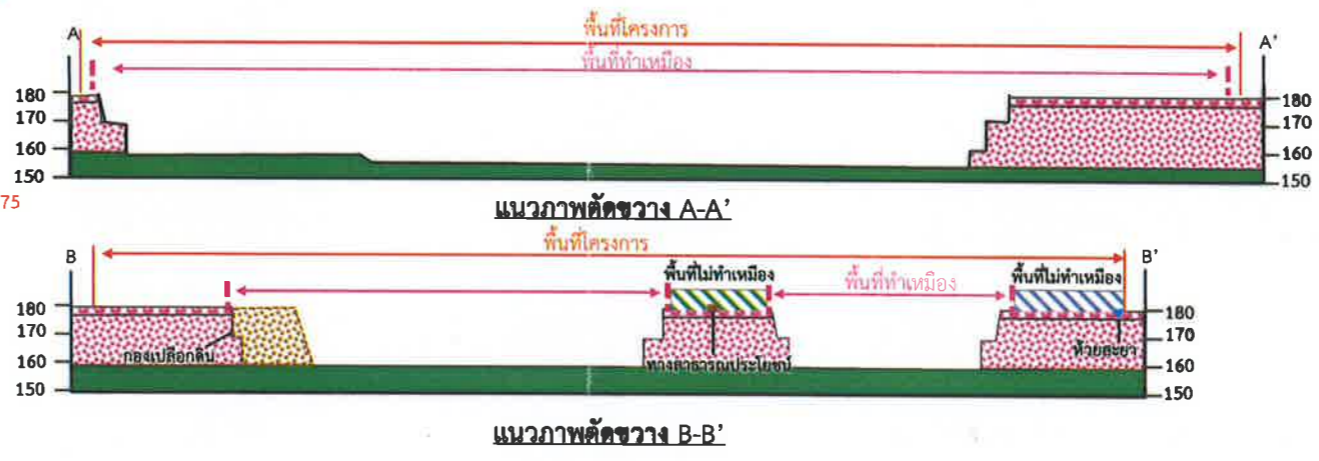 พื้นที่โครงการ
A A’
พื้นที่ทำเหมือง
180 180
170 170
160 160
150 150
75
แนวภาพตัดขวาง A-A’
พื้นที่โครงการ
B B’
พื้นที่ไม่ทำเหมือง พื้นที่ทำเหมือง พื้นที่ไม่ทำเหมือง
180 180
170 170
กองเปลือกดิน ทางสาธารณประโยชน์ ห้วยสะยา
160 160
150 150
แนวภาพตัดขวาง B-B’